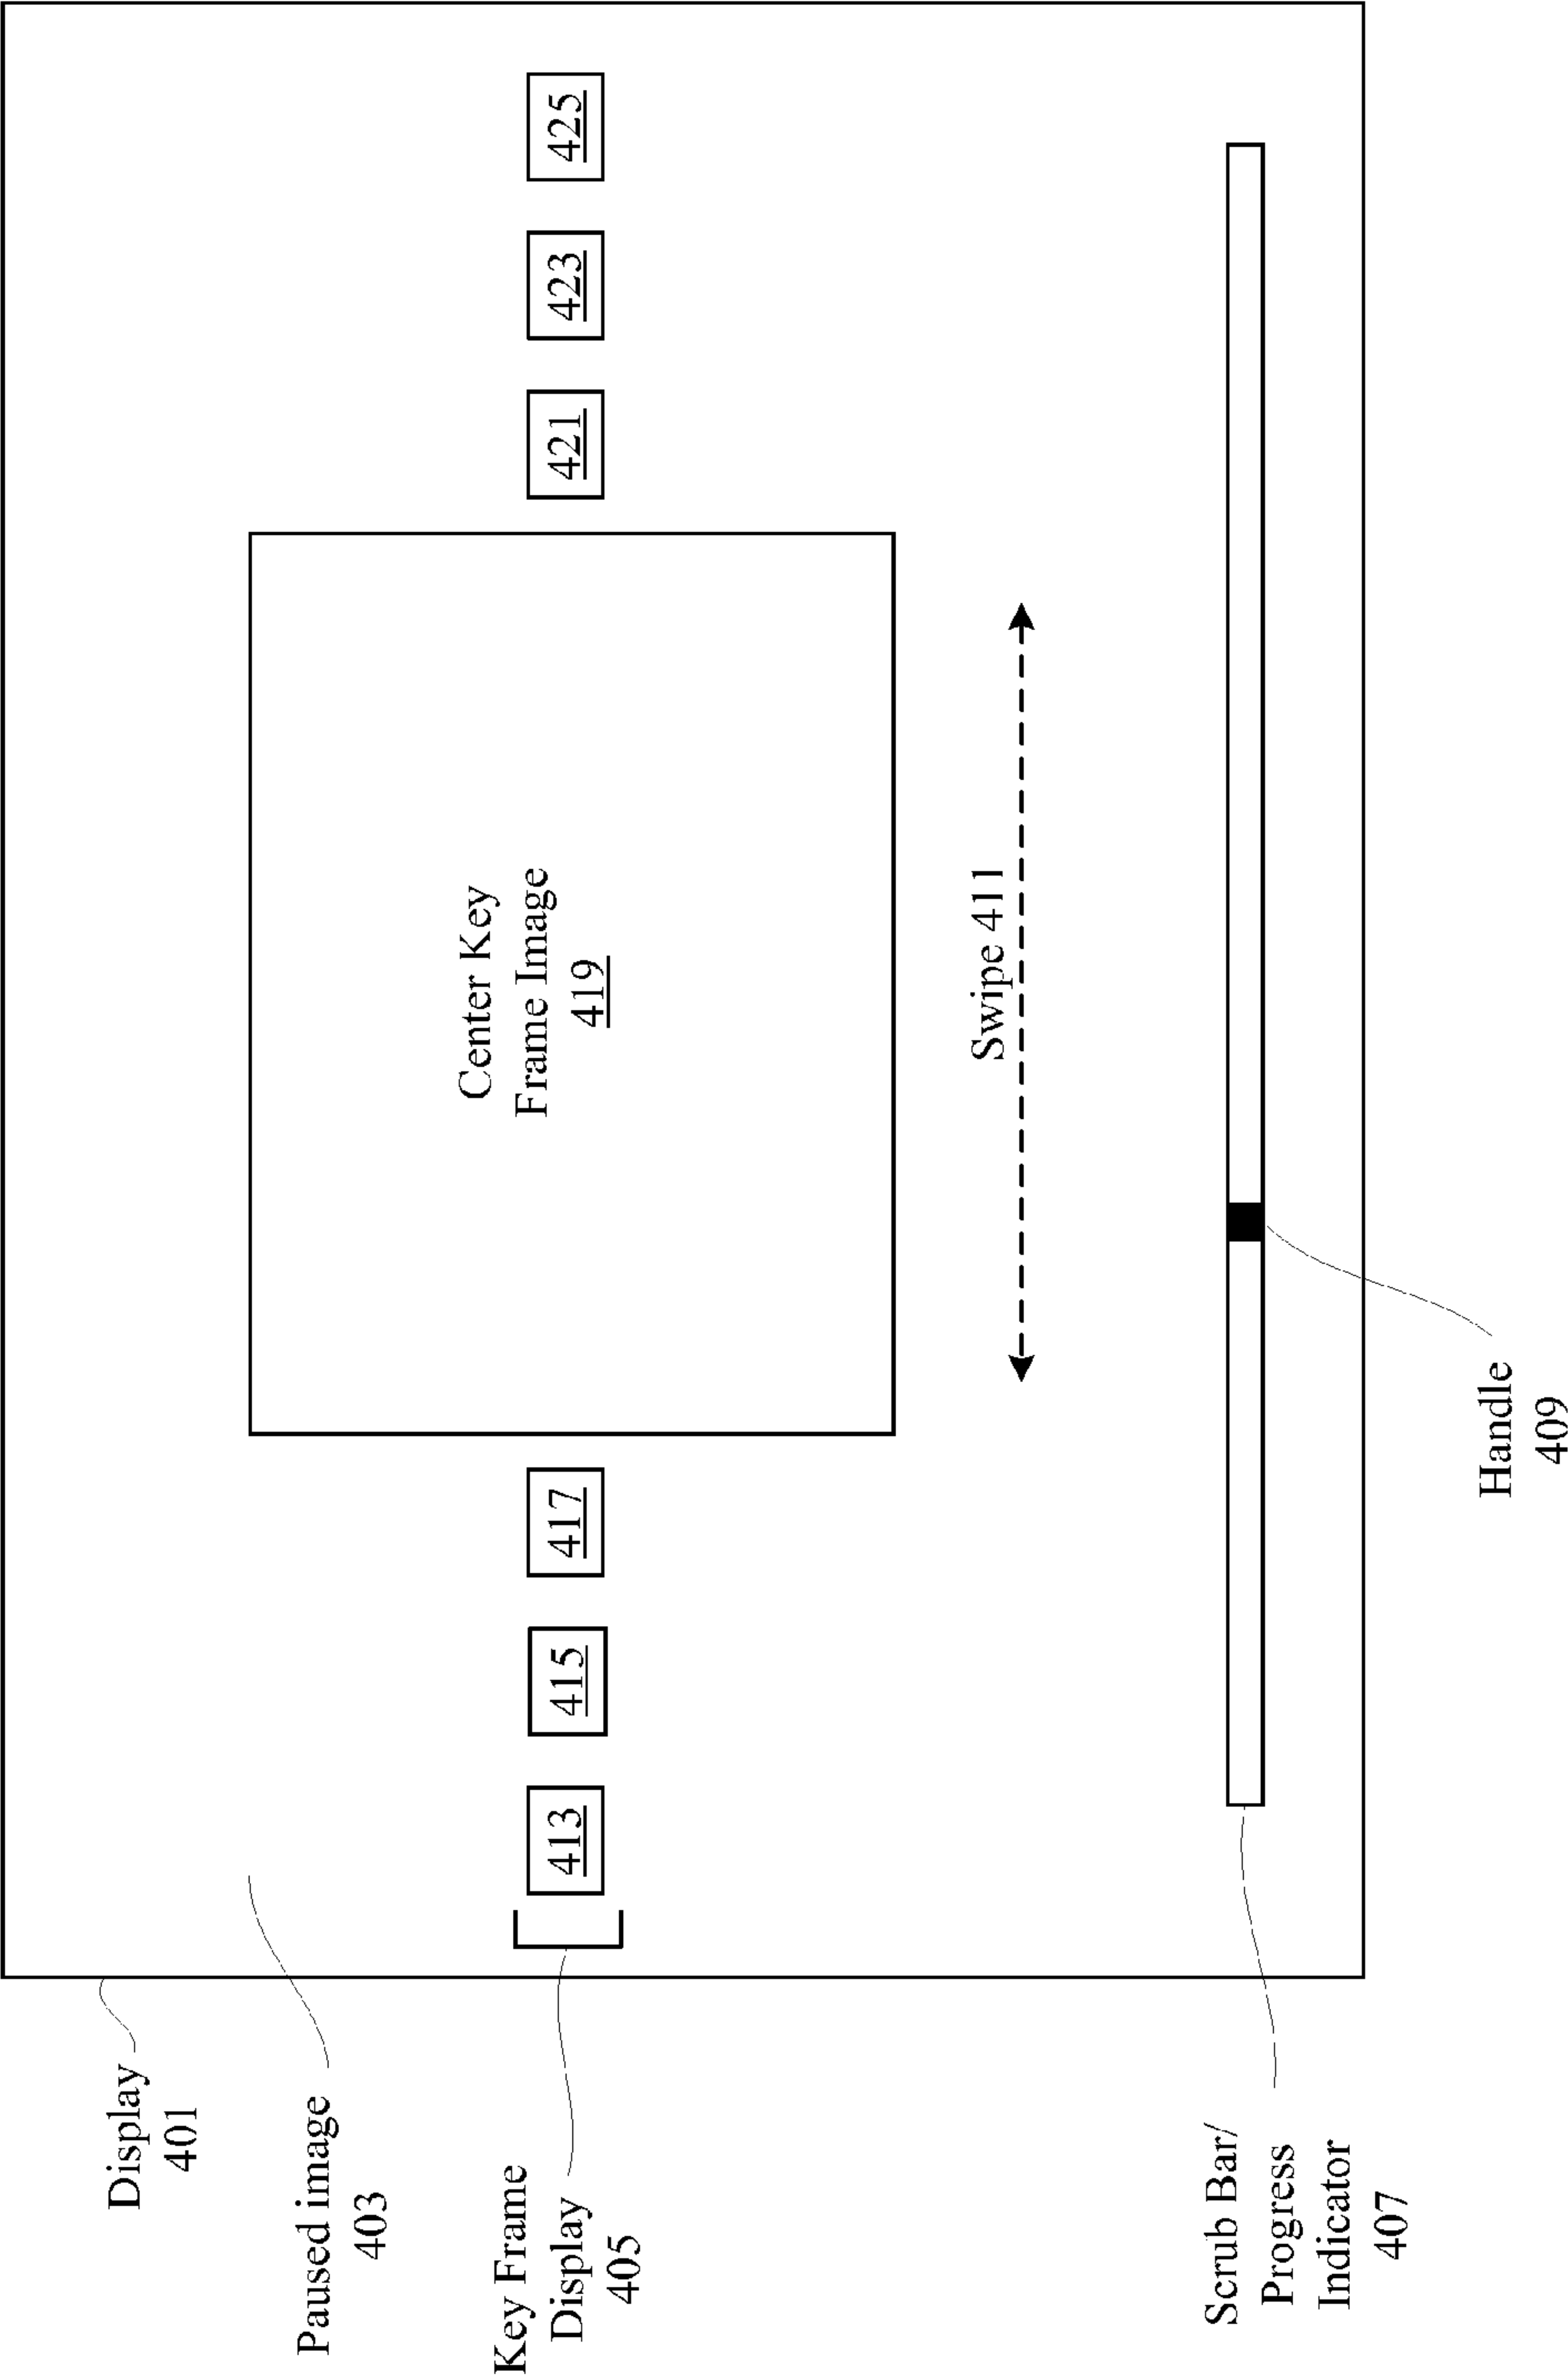 Display
401
Paused image
403
Key Frame
Display
405
413
415
417
Center Key
Frame Image
419
421
423
425
Swipe 411
Scrub Bar/
Progress
Indicator
407
Handle
409